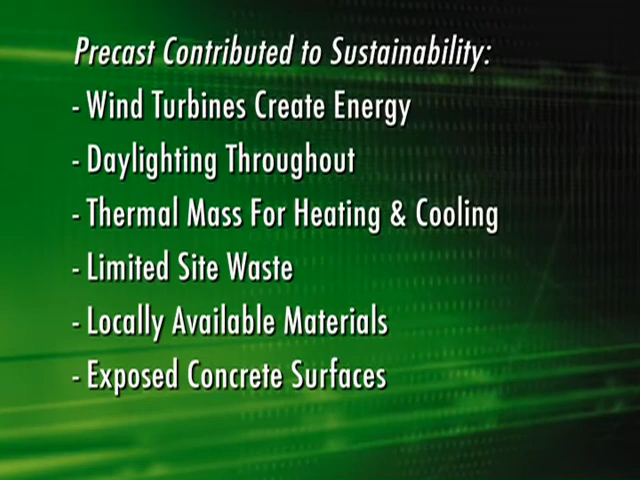 Precast Contributed to Sustainability:
- Wind Turbines Create Energy
- Daylighting Throughout
- Thermal Mass For Heating & Cooling
- Limited Site Waste
- Locally Available Materials
- Exposed Concrete Surfaces